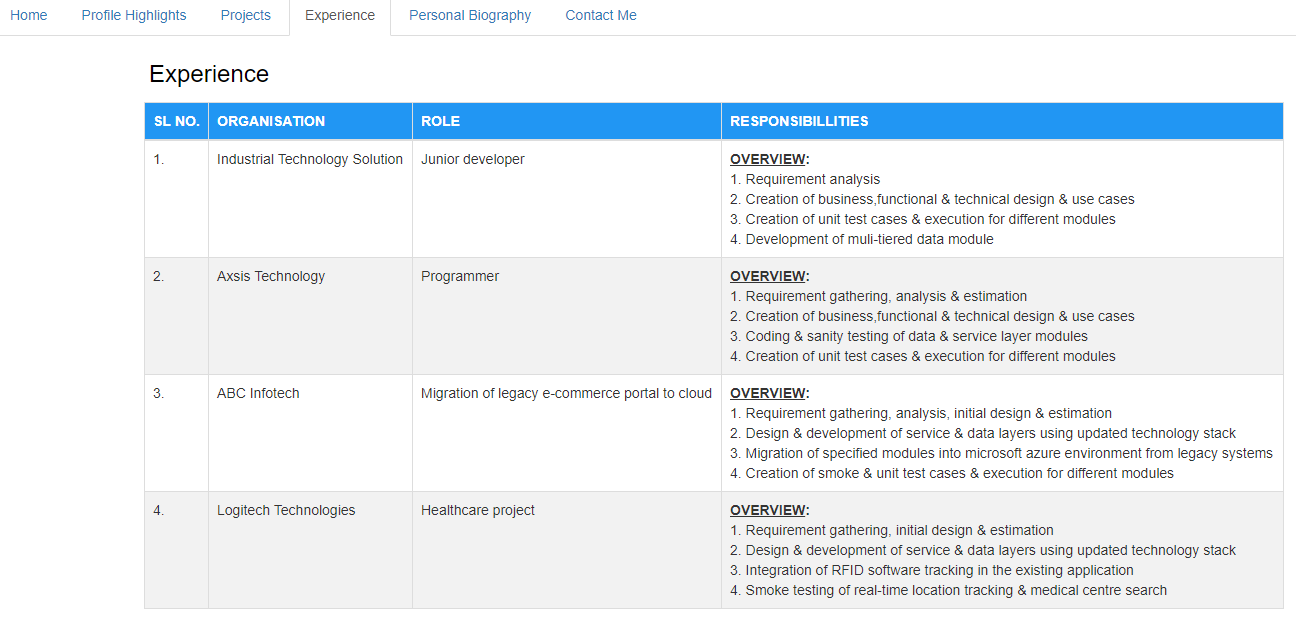 Home Profile Highlights Projects Experience Personal Biography Contact Me
Experience
SL NO. ORGANISATION ROLE RESPONSIBILLITIES
1. Industrial Technology Solution Junior developer OVERVIEW:
1. Requirement analysis
2. Creation of business,functional & technical design & use cases
3. Creation of unit test cases & execution for different modules
4. Development of muli-tiered data module
2. Axsis Technology Programmer OVERVIEW:
1. Requirement gathering, analysis & estimation
2. Creation of business,functional & technical design & use cases
3. Coding & sanity testing of data & service layer modules
4. Creation of unit test cases & execution for different modules
3. ABC Infotech Migration of legacy e-commerce portal to cloud OVERVIEW:
1. Requirement gathering, analysis, initial design & estimation
2. Design & development of service & data layers using updated technology stack
3. Migration of specified modules into microsoft azure environment from legacy systems
4. Creation of smoke & unit test cases & execution for different modules
4. Logitech Technologies Healthcare project OVERVIEW:
1. Requirement gathering, initial design & estimation
2. Design & development of service & data layers using updated technology stack
3. Integration of RFID software tracking in the existing application
4. Smoke testing of real-time location tracking & medical centre search